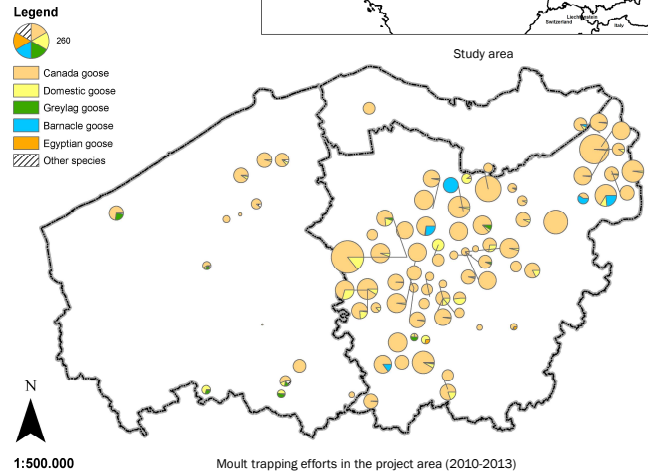 Legend
260
Canada goose
Domestic goose
Greylag goose
Barnacle goose
Egyptian goose
Other species
Liechtenstein
Switzerland
Italy
Study area
N
1:500.000
Moult trapping efforts in the project area (2010-2013)